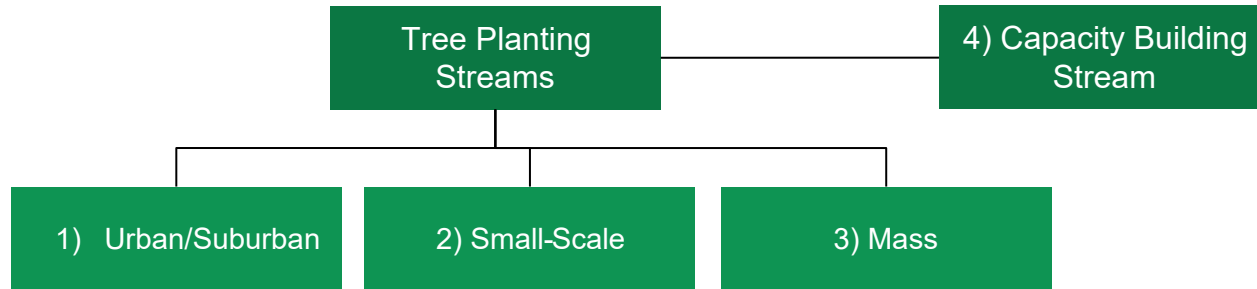 Tree Planting
Streams
4) Capacity Building
Stream
1) Urban/Suburban
2) Small-Scale
3) Mass